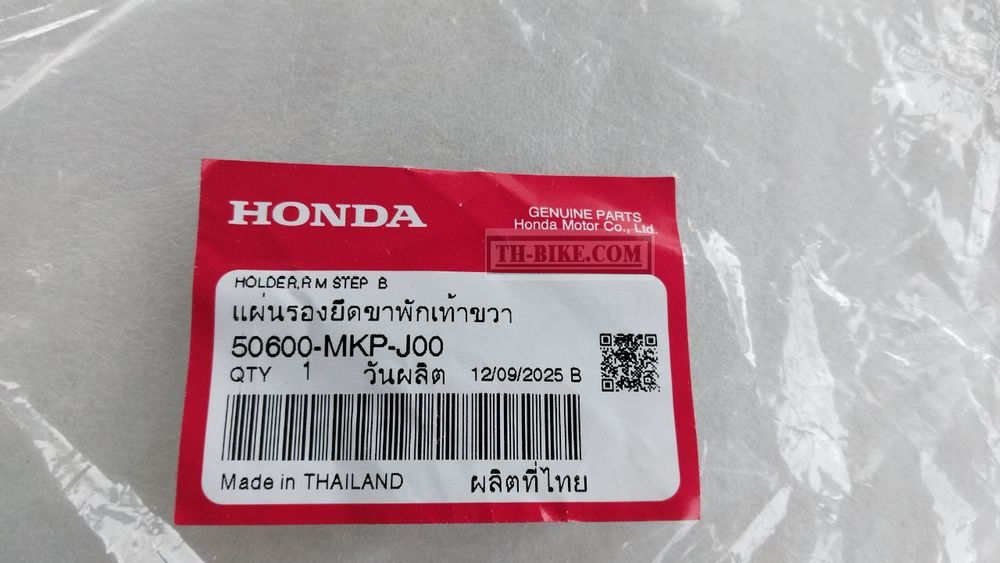 HONDA
GENUINE PARTS
Honda Motor Co., Ltd.
TH-BIKE.COM
HOLDER,R M STEP B
แผ่นรองยึดขาพักเท้าขวา
50600-MKP-J00
QTY 1 วันผลิต 12/09/2025 B
Made in THAILAND ผลิตที่ไทย